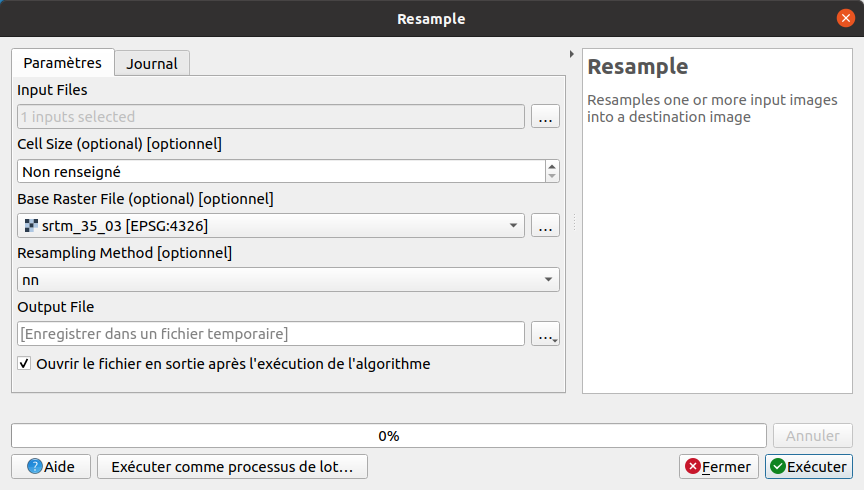 Resample
Paramètres
Journal
Input Files
1 inputs selected
...
Cell Size (optional) [optionnel]
Non renseigné
Base Raster File (optional) [optionnel]
srtm_35_03 [EPSG:4326]
...
Resampling Method [optionnel]
nn
Output File
[Enregistrer dans un fichier temporaire]
...
Ouvrir le fichier en sortie après l'exécution de l'algorithme
Resample
Resamples one or more input images
into a destination image
0%
Annuler
Aide
Exécuter comme processus de lot...
Fermer
Exécuter